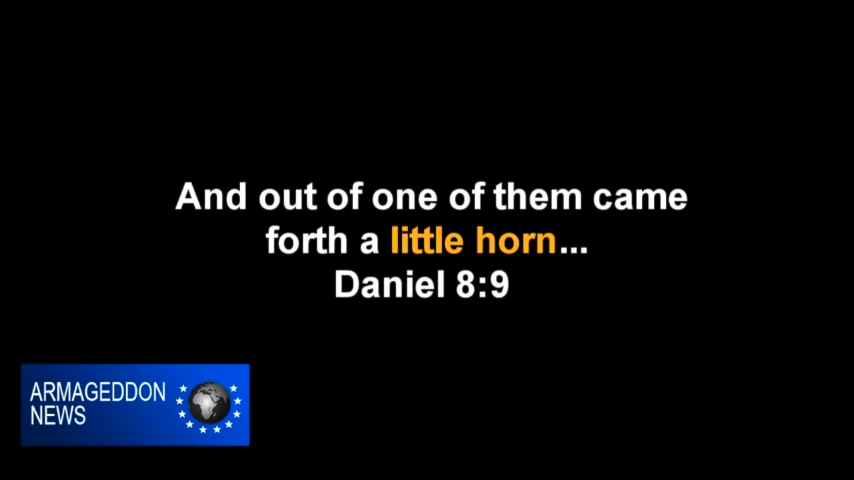 And out of one of them came
forth a little horn...
Daniel 8:9
ARMAGEDDON
NEWS